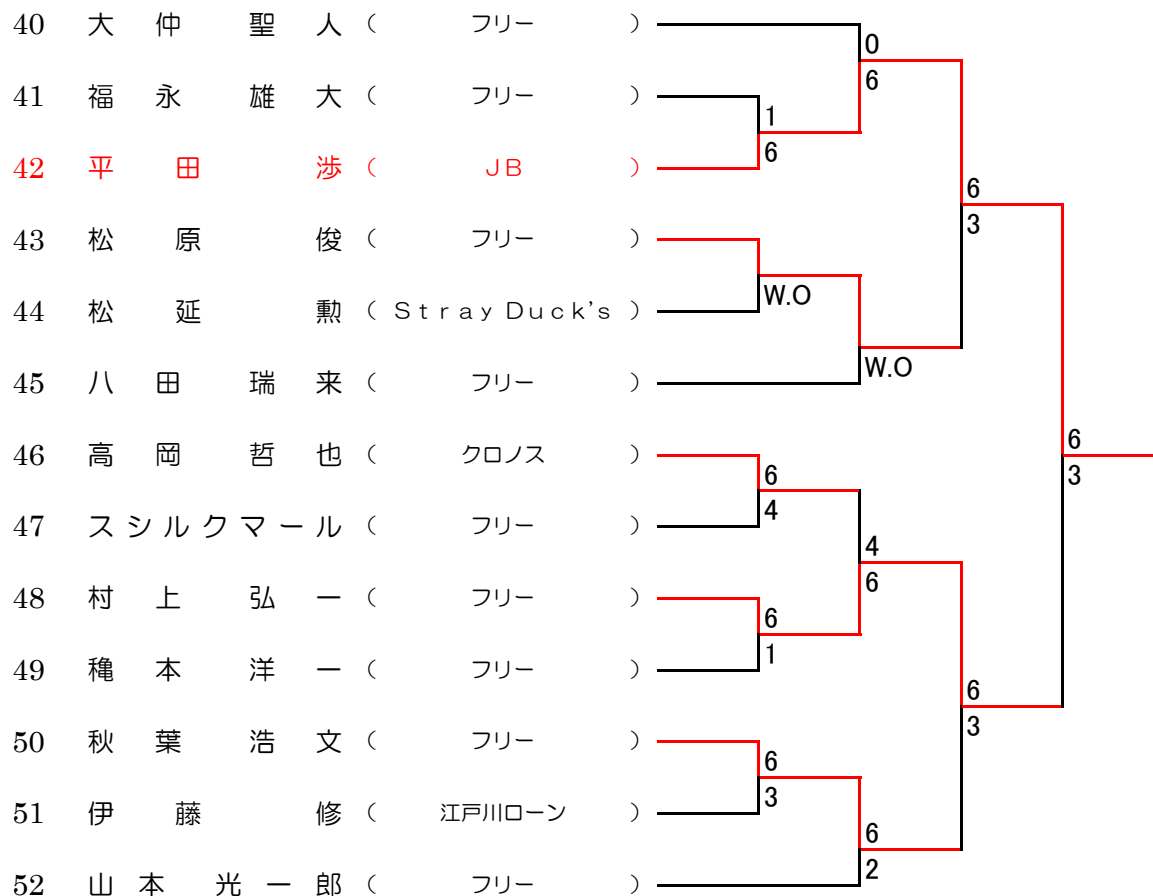 40 大仲 聖人 ( フリー )
0
41 福永 雄大 ( フリー )
6
1
42 平田 渉 ( JB )
6
6
43 松原 俊 ( フリー )
3
44 松延 勲 ( Stray Duck's )
W.O
45 八田 瑞来 ( フリー )
W.O
46 高岡 哲也 ( クロノス )
6
3
6
47 スシルクマール ( フリー )
4
4
48 村上 弘一 ( フリー )
6
6
49 穐本 洋一 ( フリー )
1
6
50 秋葉 浩文 ( フリー )
3
6
51 伊藤 修 ( 江戸川ローン )
3
6
52 山本 光一郎 ( フリー )
2